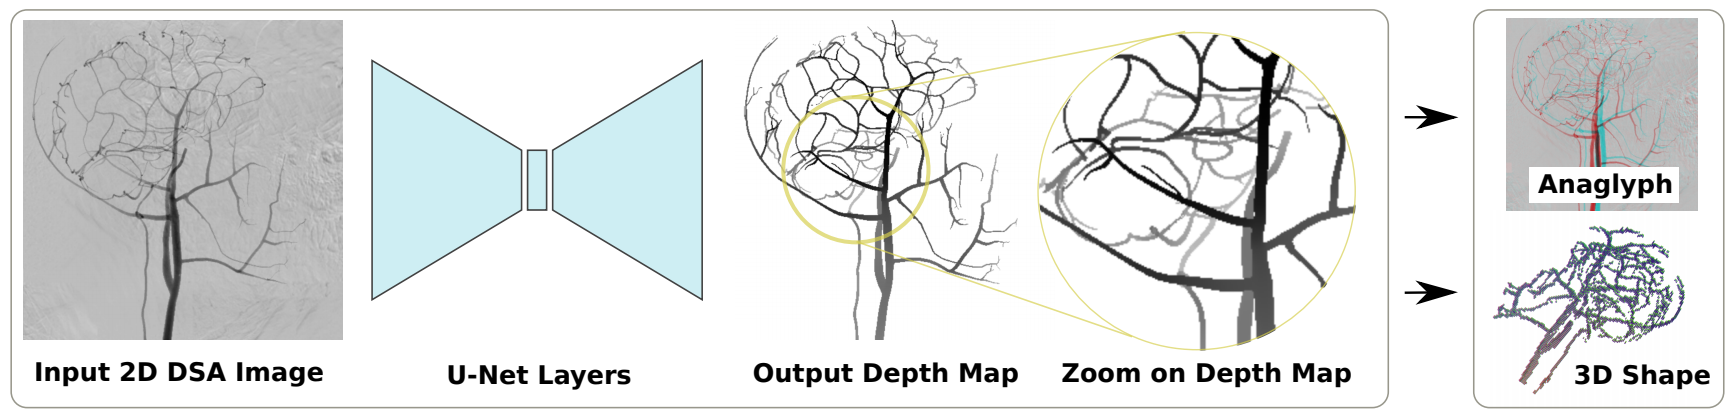 Input 2D DSA Image
U-Net Layers
Output Depth Map
Zoom on Depth Map
Anaglyph
3D Shape